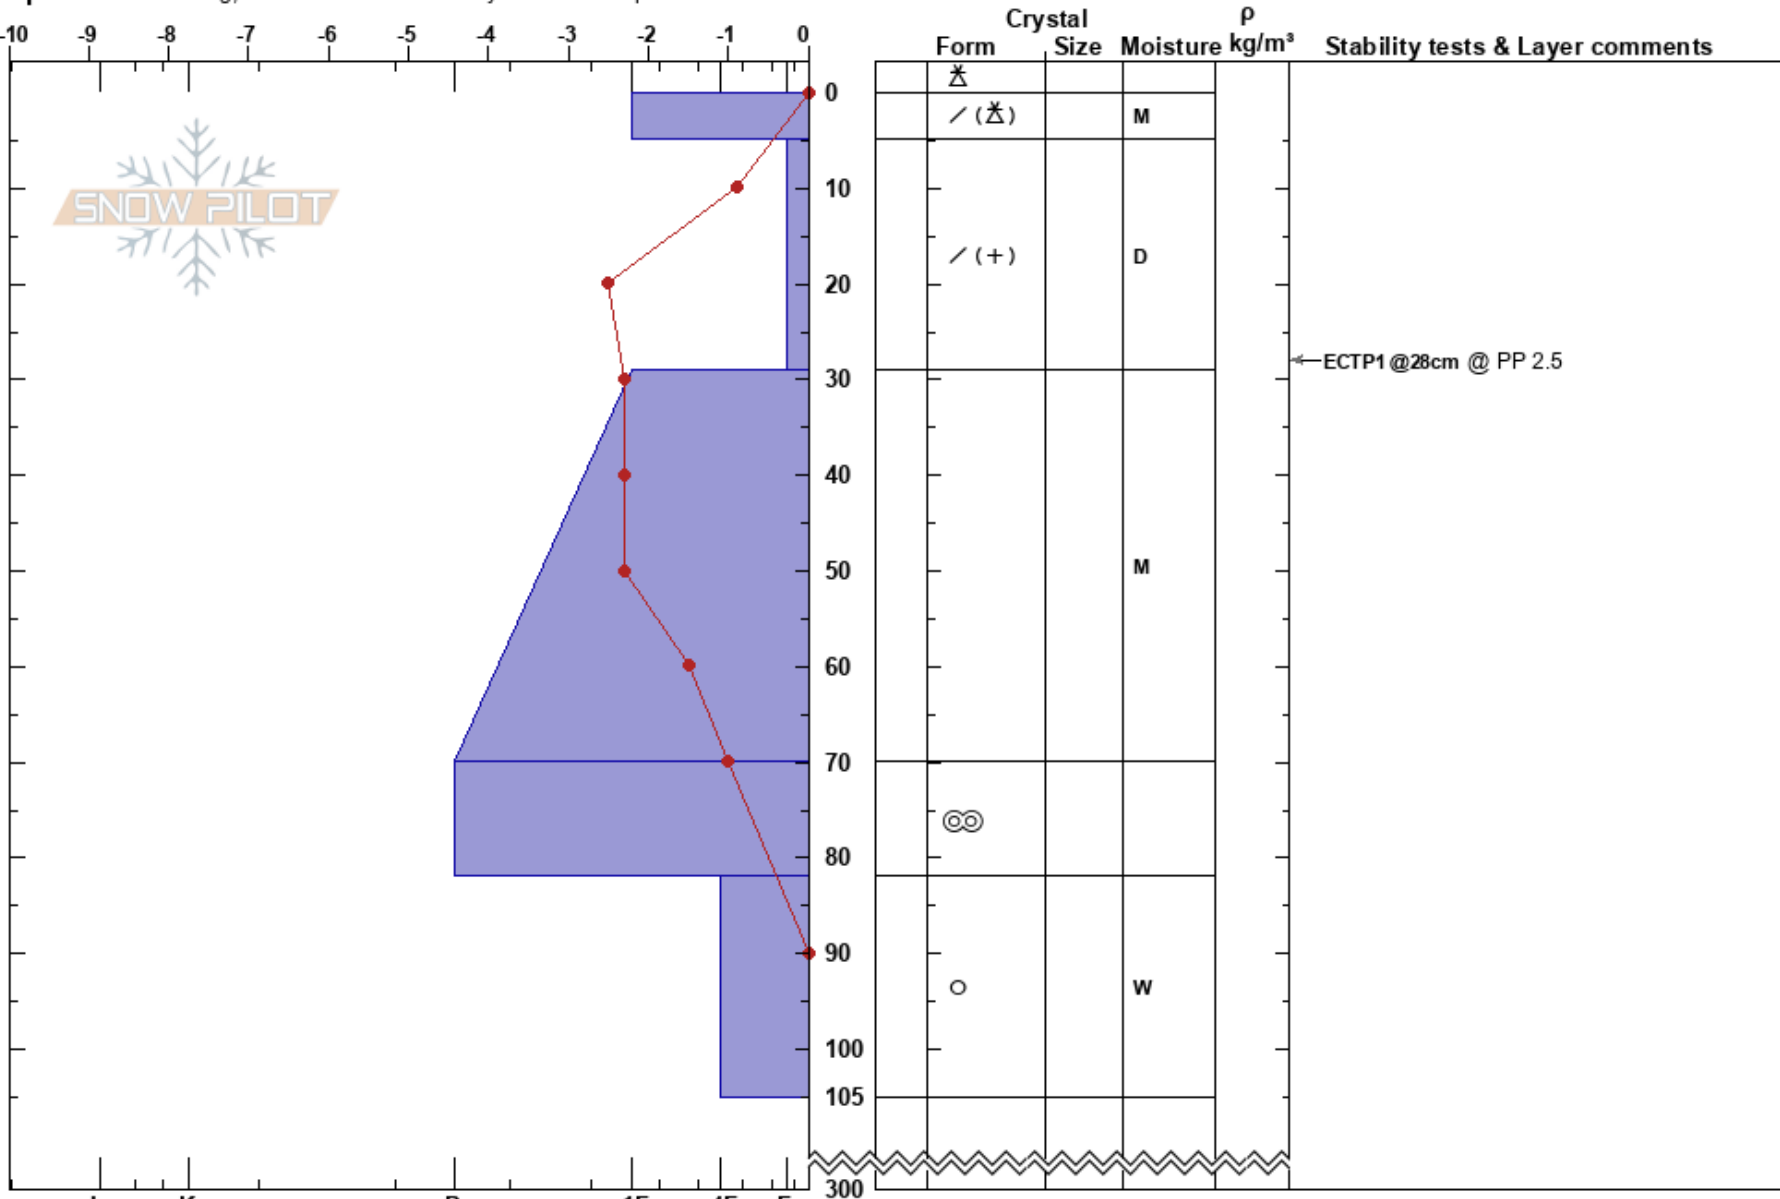 Crystal ρ
-10 -9 -8 -7 -6 -5 -4 -3 -2 -1 0 Form Size Moisture kg/m³ Stability tests & Layer comments
0
M
10
SNOW PILOT
D
20
ECTP1 @28cm @ PP 2.5
30
40
50
M
60
70
80
90
W
100
105
300